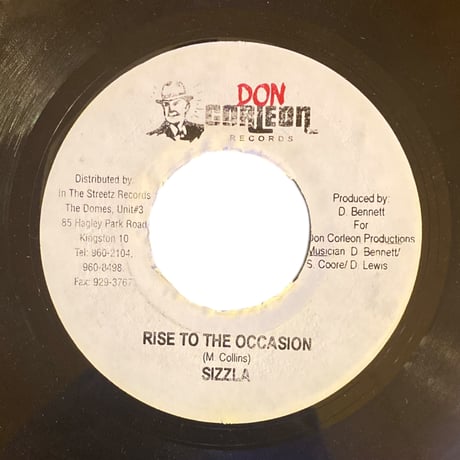 DON
CORLEON
RECORDS
Distributed by:
In The Streetz Records
The Domes, Unit#3
85 Hagley Park Road
Kingston 10
Tel: 960-2104,
960-8498.
Fax: 929-3767
Produced by:
D. Bennett
For
Don Corleon Productions
Musician D. Bennett/
S. Coore/ D. Lewis
RISE TO THE OCCASION
(M Collins)
SIZZLA